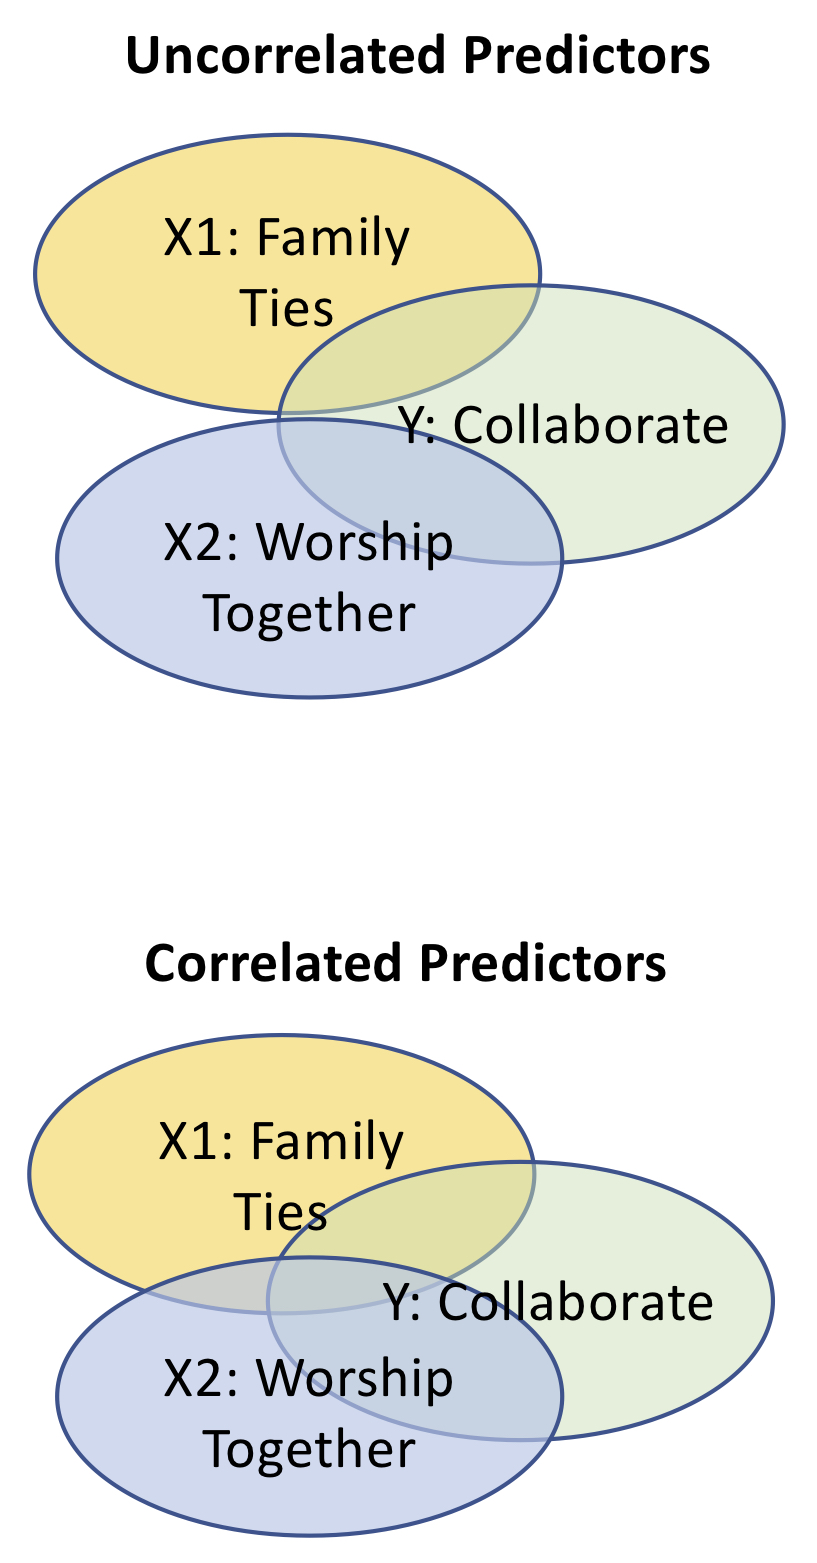 Uncorrelated Predictors
X1: Family
Ties
Y: Collaborate
X2: Worship
Together
Correlated Predictors
X1: Family
Ties
Y: Collaborate
X2: Worship
Together